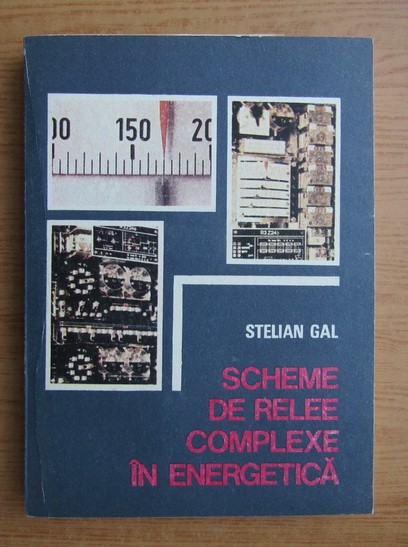 00 150 20
STELIAN GAL
SCHEME
DE RELEE
COMPLEXE
ÎN ENERGETICĂ